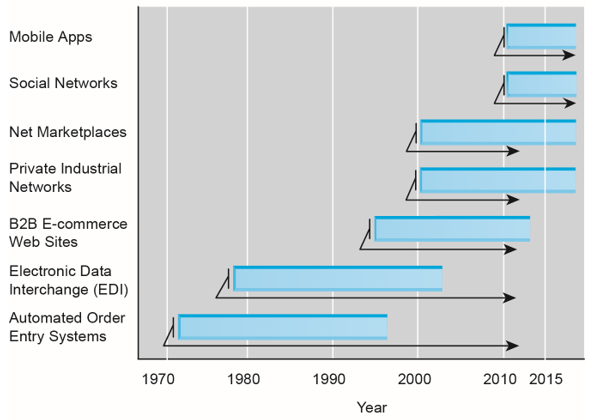 Mobile Apps
Social Networks
Net Marketplaces
Private Industrial
Networks
B2B E-commerce
Web Sites
Electronic Data
Interchange (EDI)
Automated Order
Entry Systems
1970 1980 1990 2000 2010 2015
Year